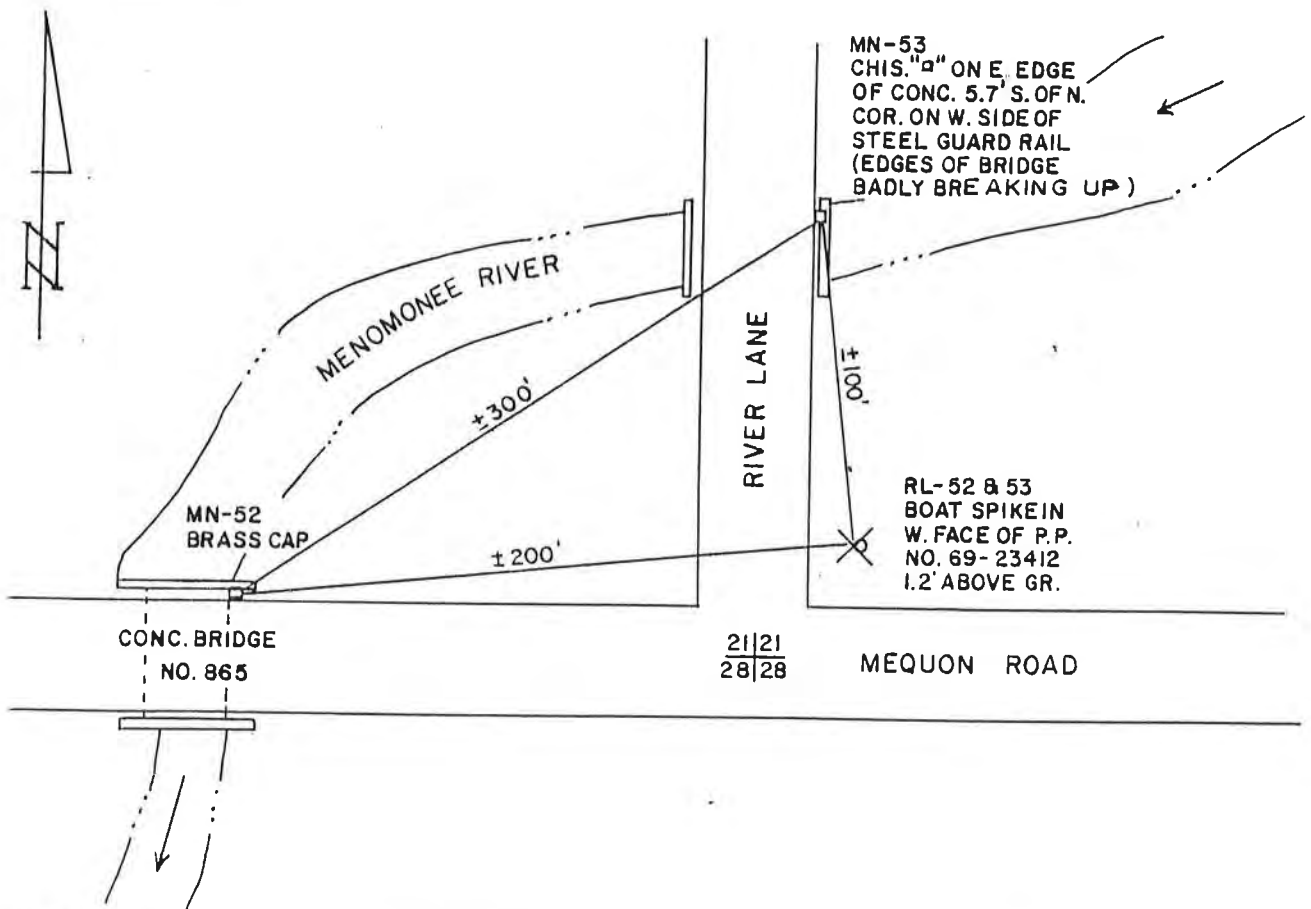 MN-53
CHIS."□" ON E. EDGE
OF CONC. 5.7' S. OF N.
COR. ON W. SIDE OF
STEEL GUARD RAIL
(EDGES OF BRIDGE
BADLY BREAKING UP)
N
MENOMONEE RIVER
±300'
RIVER LANE
±100'
MN-52
BRASS CAP
±200'
RL-52 & 53
BOAT SPIKE IN
W. FACE OF P.P.
NO. 69-23412
1.2' ABOVE GR.
CONC. BRIDGE
NO. 865
21|21
28|28
MEQUON ROAD